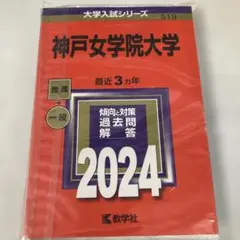 大学入試シリーズ
519
神戸女学院大学
最近3カ年
推薦
一般
傾向と対策
過去問
解答
2024
教学社